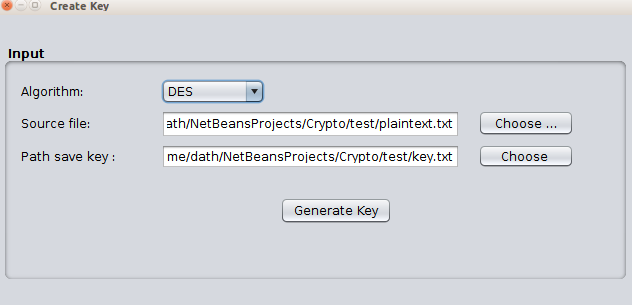 Create Key
Input
Algorithm: DES
Source file: ath/NetBeansProjects/Crypto/test/plaintext.txt Choose ...
Path save key : me/dath/NetBeansProjects/Crypto/test/key.txt Choose
Generate Key